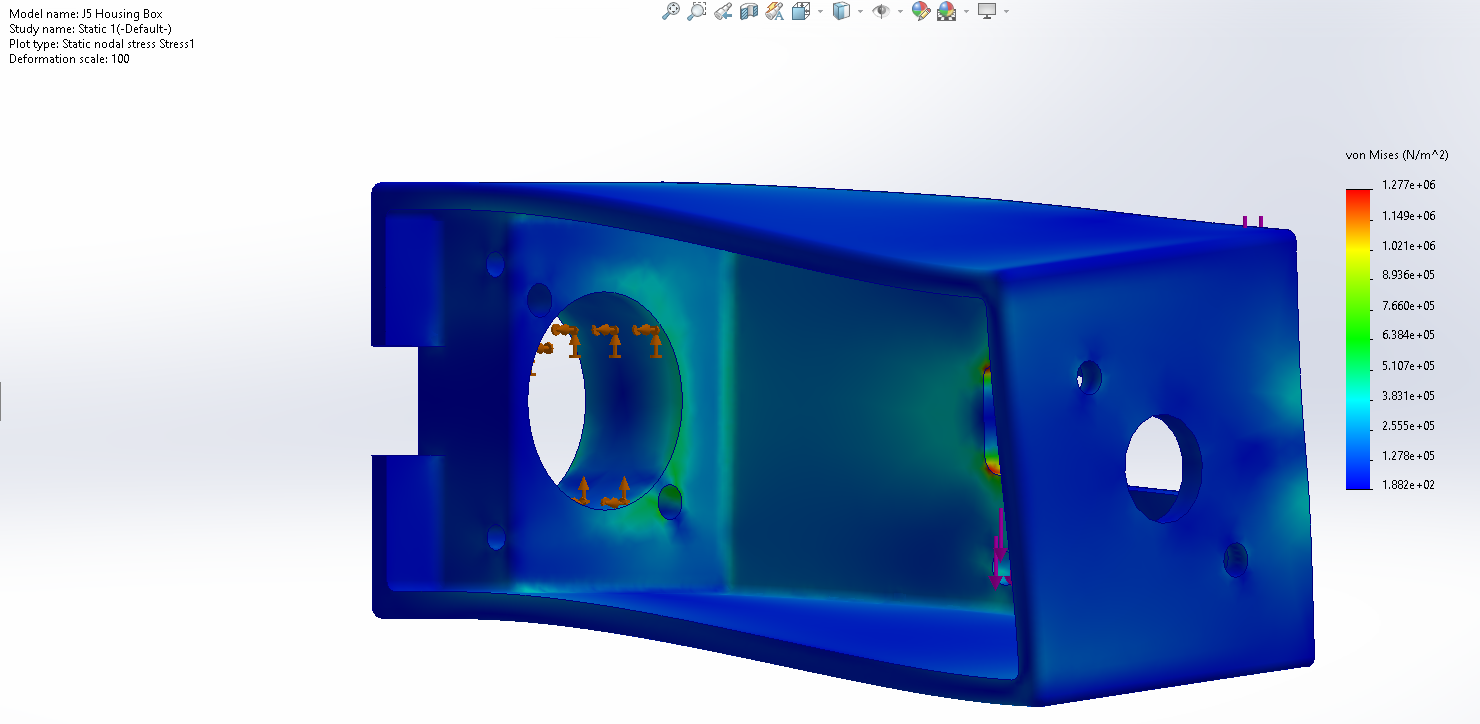 Model name: J5 Housing Box
Study name: Static 1(-Default-)
Plot type: Static nodal stress Stress1
Deformation scale: 100
von Mises (N/m^2)
1.277e+06
1.149e+06
1.021e+06
8.936e+05
7.660e+05
6.384e+05
5.107e+05
3.831e+05
2.555e+05
1.278e+05
1.882e+02